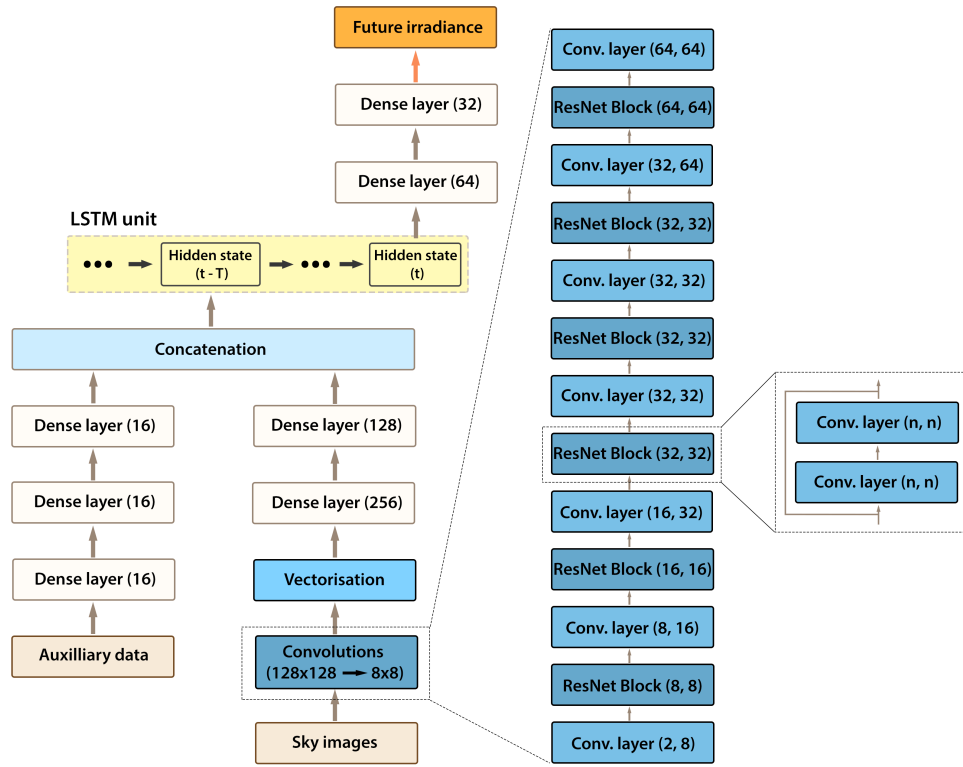 Future irradiance
Dense layer (32)
Dense layer (64)
LSTM unit
Hidden state
(t - T)
Hidden state
(t)
Concatenation
Dense layer (16)
Dense layer (16)
Dense layer (16)
Auxilliary data
Dense layer (128)
Dense layer (256)
Vectorisation
Convolutions
(128x128 → 8x8)
Sky images
Conv. layer (64, 64)
ResNet Block (64, 64)
Conv. layer (32, 64)
ResNet Block (32, 32)
Conv. layer (32, 32)
ResNet Block (32, 32)
Conv. layer (32, 32)
ResNet Block (32, 32)
Conv. layer (16, 32)
ResNet Block (16, 16)
Conv. layer (8, 16)
ResNet Block (8, 8)
Conv. layer (2, 8)
Conv. layer (n, n)
Conv. layer (n, n)